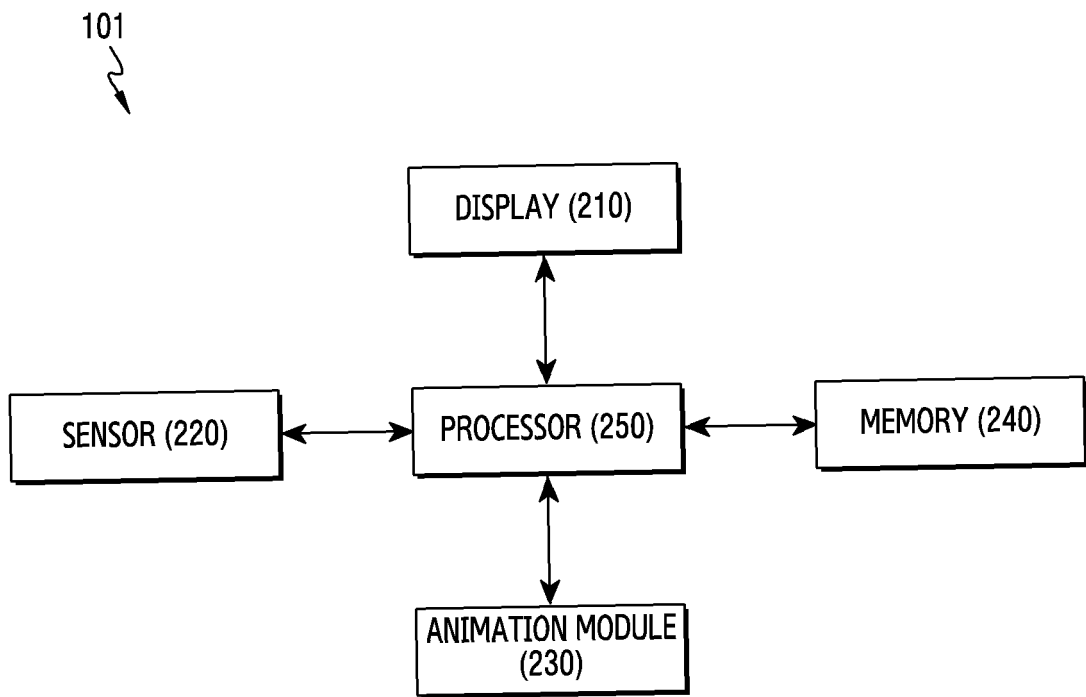 101
DISPLAY (210)
SENSOR (220)
PROCESSOR (250)
MEMORY (240)
ANIMATION MODULE
(230)